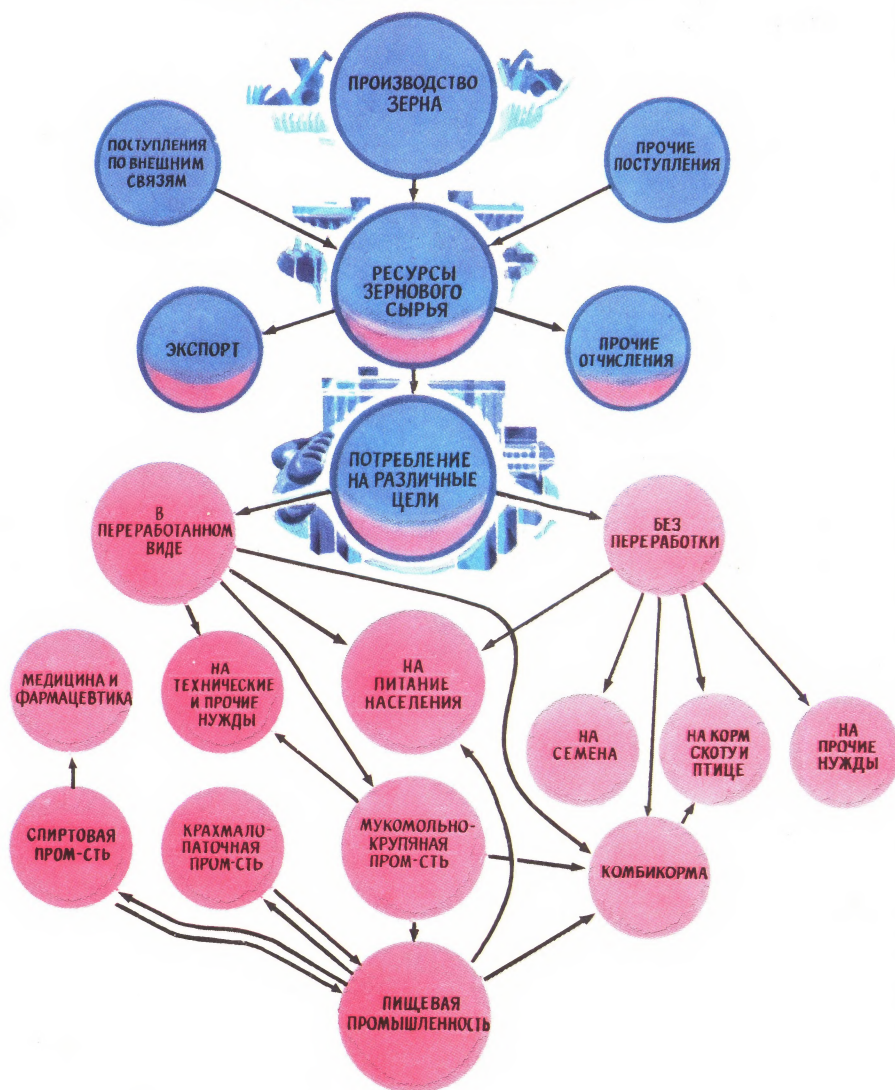 ПРОИЗВОДСТВО
ЗЕРНА
ПОСТУПЛЕНИЯ
ПО ВНЕШНИМ
СВЯЗЯМ
ПРОЧИЕ
ПОСТУПЛЕНИЯ
РЕСУРСЫ
ЗЕРНОВОГО
СЫРЬЯ
ЭКСПОРТ
ПРОЧИЕ
ОТЧИСЛЕНИЯ
ПОТРЕБЛЕНИЕ
НА РАЗЛИЧНЫЕ
ЦЕЛИ
В
ПЕРЕРАБОТАННОМ
ВИДЕ
БЕЗ
ПЕРЕРАБОТКИ
МЕДИЦИНА И
ФАРМАЦЕВТИКА
НА
ТЕХНИЧЕСКИЕ
И ПРОЧИЕ
НУЖДЫ
НА
ПИТАНИЕ
НАСЕЛЕНИЯ
НА
СЕМЕНА
НА КОРМ
СКОТУ И
ПТИЦЕ
НА
ПРОЧИЕ
НУЖДЫ
СПИРТОВАЯ
ПРОМ-СТЬ
КРАХМАЛО-
ПАТОЧНАЯ
ПРОМ-СТЬ
МУКОМОЛЬНО-
КРУПЯНАЯ
ПРОМ-СТЬ
КОМБИКОРМА
ПИЩЕВАЯ
ПРОМЫШЛЕННОСТЬ